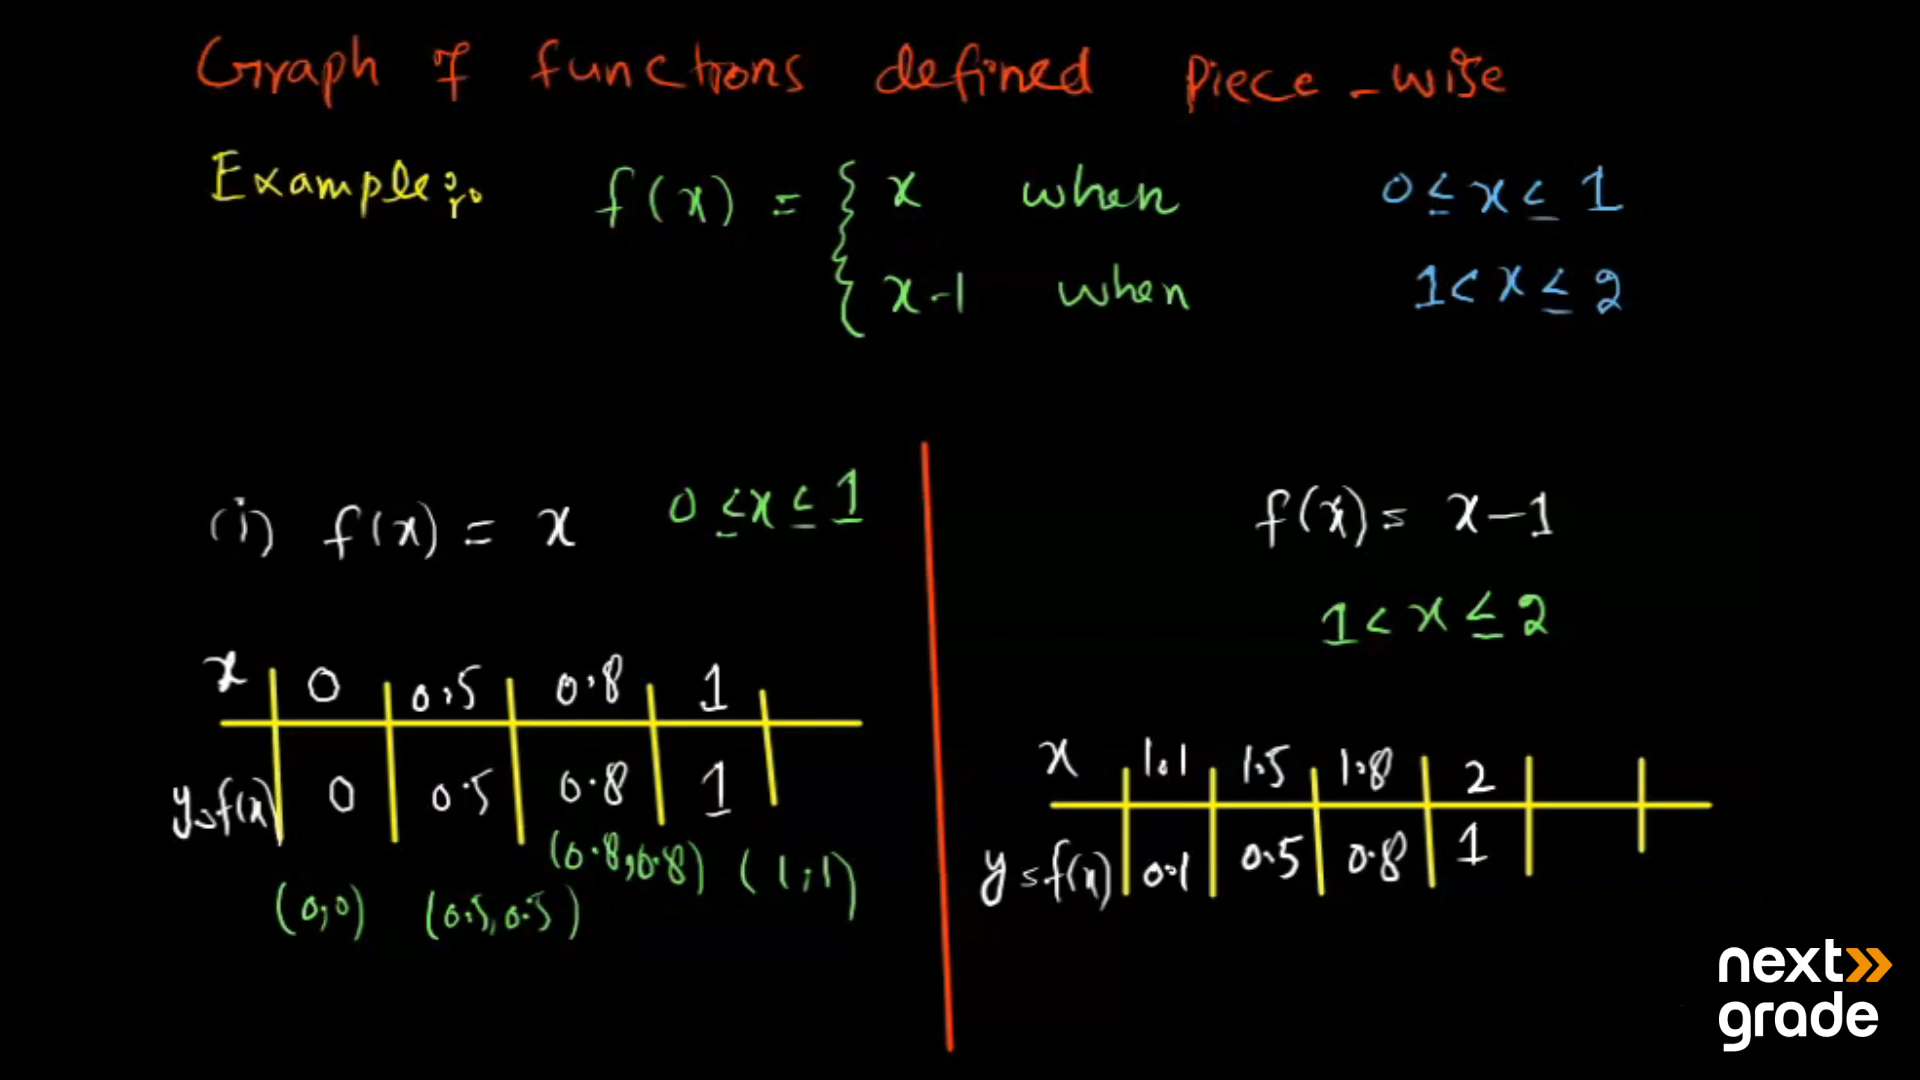 Graph of functions defined piece-wise
Example:- f(x) = { x when 0 ≤ x ≤ 1
{ x-1 when 1 < x ≤ 2
(i) f(x) = x 0 ≤ x ≤ 1
x 0 0.5 0.8 1
y=f(x) 0 0.5 0.8 1
(0,0) (0.5,0.5) (0.8,0.8) (1,1)
f(x) = x-1
1 < x ≤ 2
x 1.1 1.5 1.8 2
y=f(x) 0.1 0.5 0.8 1
next
grade